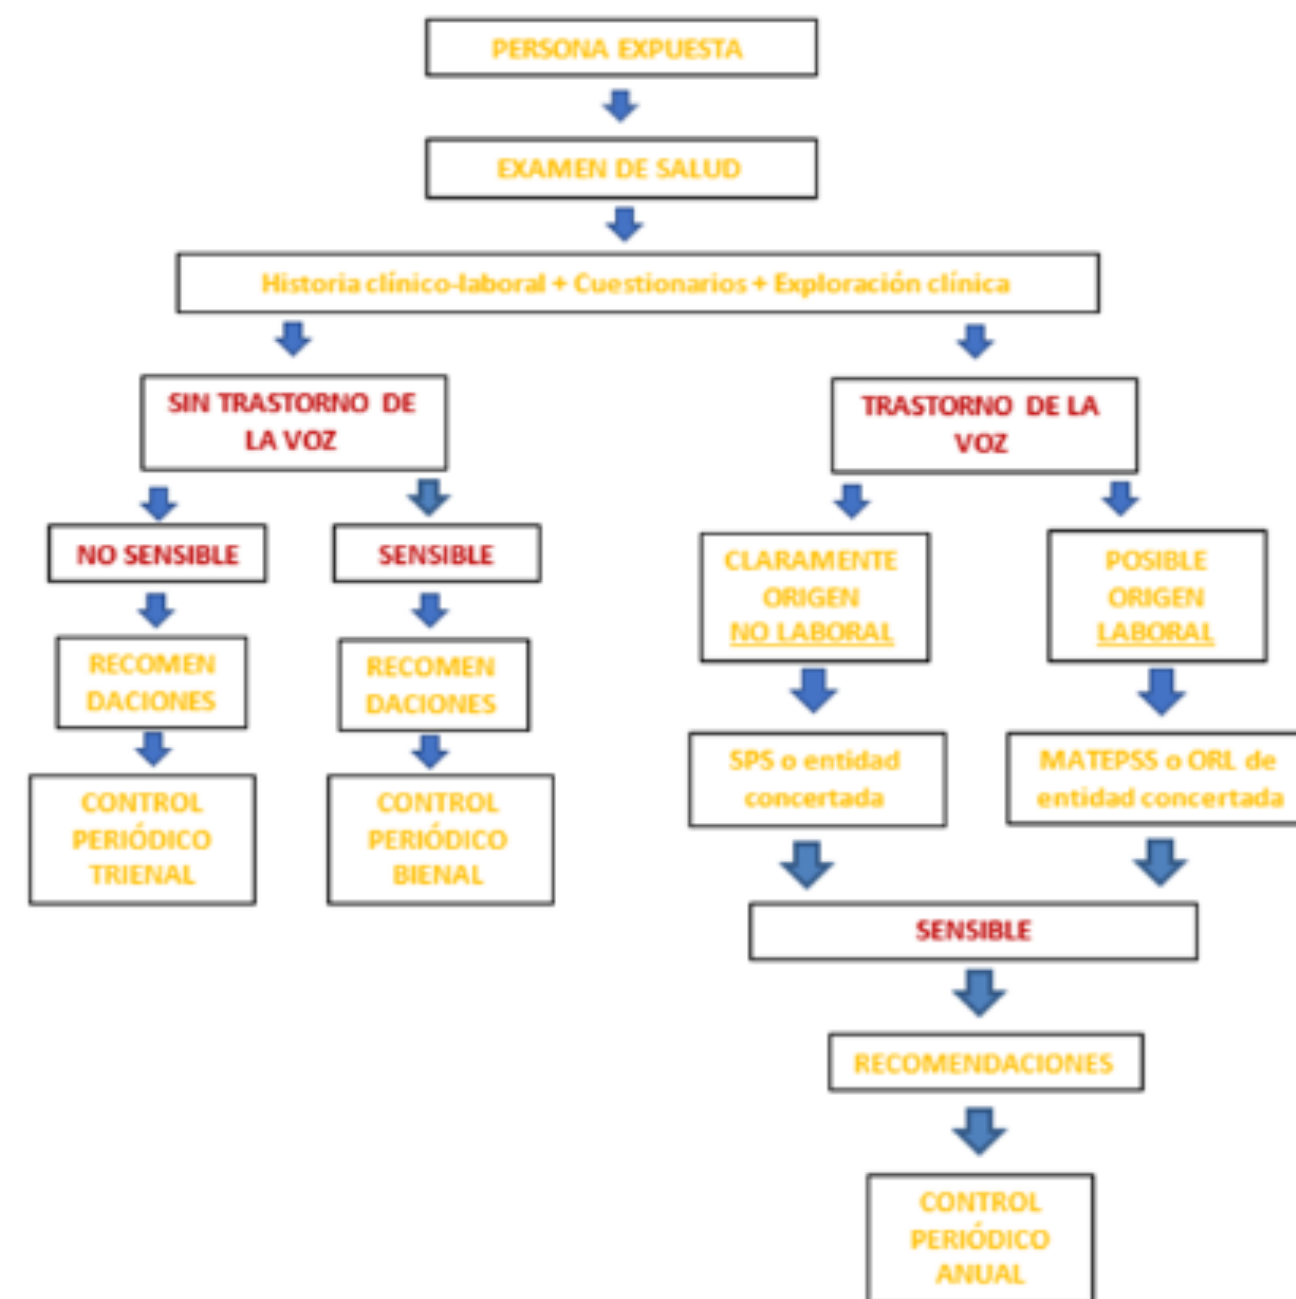 PERSONA EXPUESTA
EXAMEN DE SALUD
Historia clínico-laboral + Cuestionarios + Exploración clínica
SIN TRASTORNO DE
LA VOZ
TRASTORNO DE LA
VOZ
NO SENSIBLE
SENSIBLE
CLARAMENTE
ORIGEN
NO LABORAL
POSIBLE
ORIGEN
LABORAL
RECOMEN
DACIONES
RECOMEN
DACIONES
SPS o entidad
concertada
MATEPSS o ORL de
entidad concertada
CONTROL
PERIÓDICO
TRIENAL
CONTROL
PERIÓDICO
BIENAL
SENSIBLE
RECOMENDACIONES
CONTROL
PERIÓDICO
ANUAL